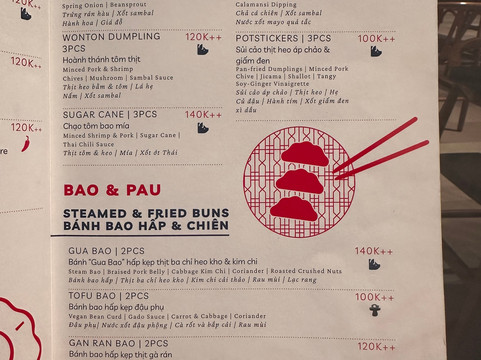 120K++
120K++
re
Spring Onion | Beansprout
Trứng rán hàu | Xốt sambal
Hành hoa | Giá đỗ
WONTON DUMPLING 120K++
3PCS
Hoành thánh tôm thịt
Minced Pork & Shrimp
Chives | Mushroom | Sambal Sauce
Thịt heo bằm & tôm | Lá hẹ
Nấm | Xốt sambal
SUGAR CANE | 3PCS 140K++
Chạo tôm bao mía
Minced Shrimp & Pork | Sugar Cane |
Thai Chili Sauce
Thịt tôm & heo | Mía | Xốt ớt Thái
Calamansi Dipping
Chả cá chiên | Xốt sambal
Nước xốt mayo quả tắc
POTSTICKERS | 3PCS 100K++
Sủi cảo thịt heo áp chảo &
giấm đen
Pan-fried Dumplings | Minced Pork
Chive | Jicama | Shallot | Tangy
Soy-Ginger Vinaigrette
Sủi cảo áp chảo | Thịt heo | Hẹ
Củ đậu | Hành tím | Xốt giấm đen
xì dầu
BAO & PAU
STEAMED & FRIED BUNS
BÁNH BAO HẤP & CHIÊN
GUA BAO | 2PCS 140K++
Bánh "Gua Bao" hấp kẹp thịt ba chỉ heo kho & kim chi
Steam Bao | Braised Pork Belly | Cabbage Kim Chi | Coriander | Roasted Crushed Nuts
Bánh bao hấp | Thịt ba chỉ heo kho | Kim chi cải thảo | Rau mùi | Lạc rang
TOFU BAO | 2PCS 100K++
Bánh bao hấp kẹp đậu phụ
Vegan Bean Curd | Gado Sauce | Carrot & Cabbage | Coriander
Đậu phụ | Nước xốt đậu phộng | Cà rốt và bắp cải | Rau mùi
GAN RAN BAO | 2PCS 120K++
Bánh bao hấp kẹp thịt gà rán